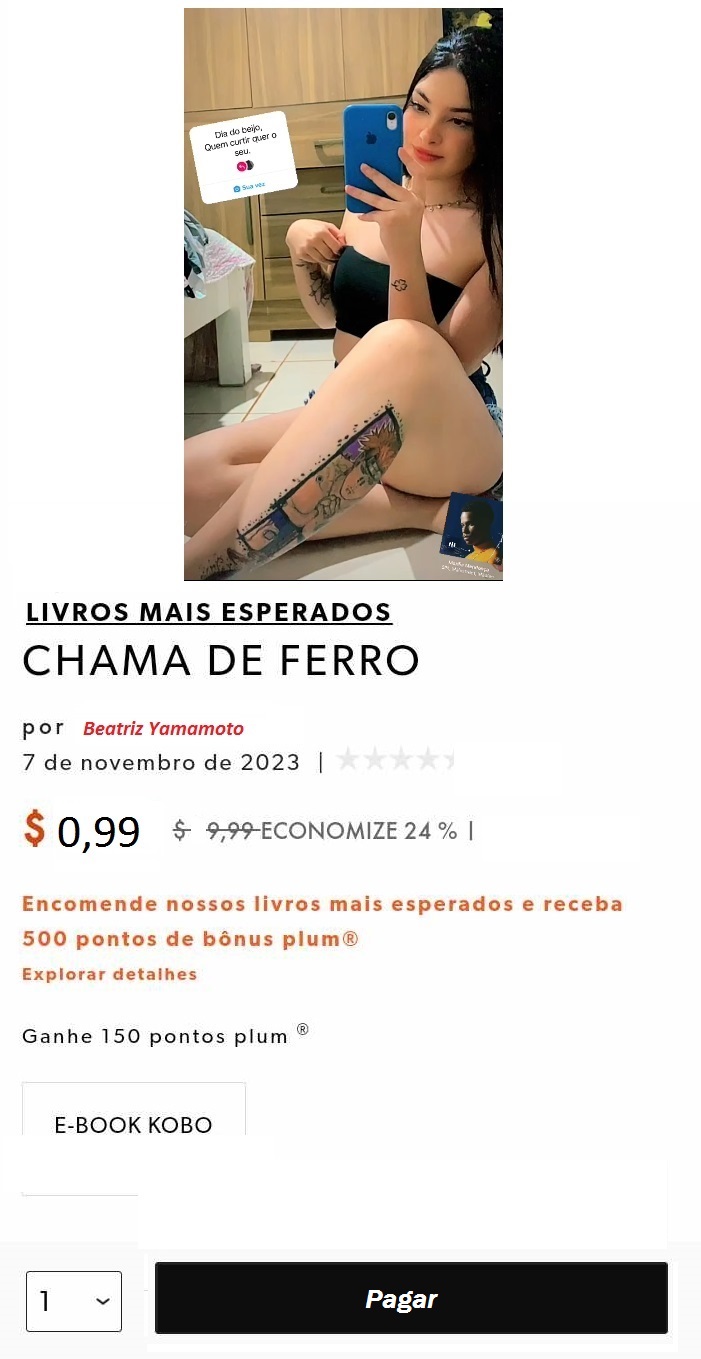 Dia do beijo,
Quem curtir quer o
seu.
Sua vez
LIVROS MAIS ESPERADOS
CHAMA DE FERRO
por Beatriz Yamamoto
7 de novembro de 2023 |
$ 0,99 $ 9,99 ECONOMIZE 24 % |
Encomende nossos livros mais esperados e receba
500 pontos de bônus plum®
Explorar detalhes
Ganhe 150 pontos plum ®
E-BOOK KOBO
1 Pagar